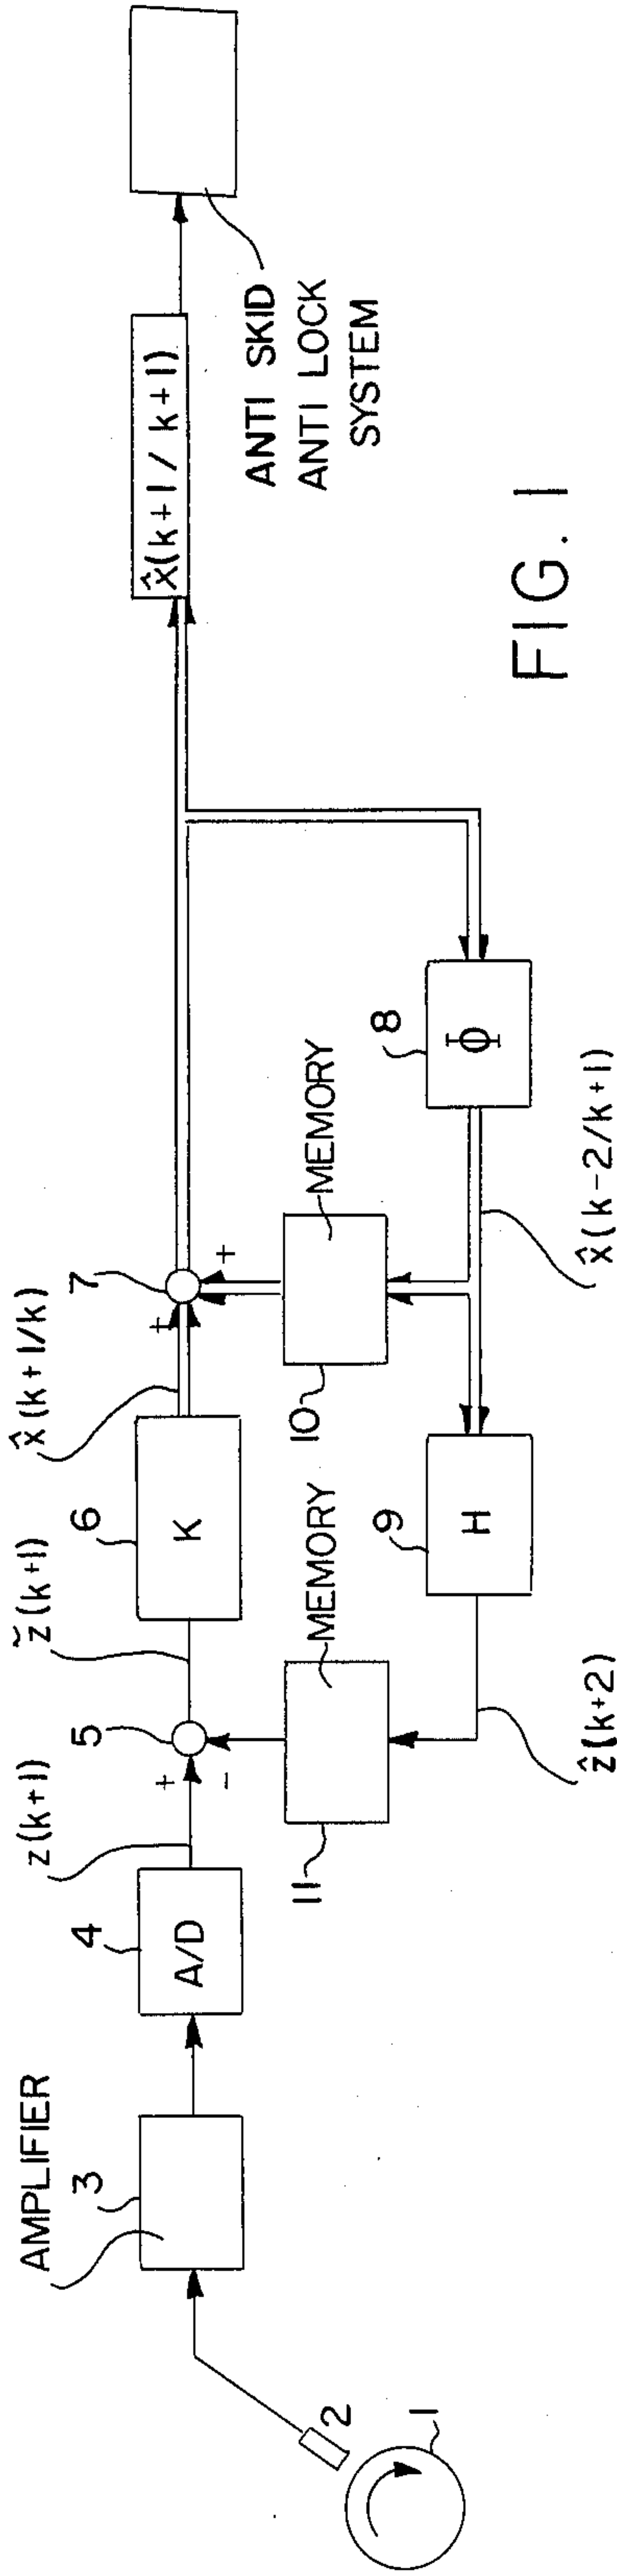 AMPLIFIER
3
2
1
4
A/D
z(k+1)
5
+
-
z̃(k+1)
6
K
x̂(k+1/k)
7
+
+
MEMORY
11
MEMORY
10
9
H
ẑ(k+2)
8
Φ
x̂(k-2/k+1)
x̂(k+1/k+1)
ANTI SKID
ANTI LOCK
SYSTEM
FIG. 1